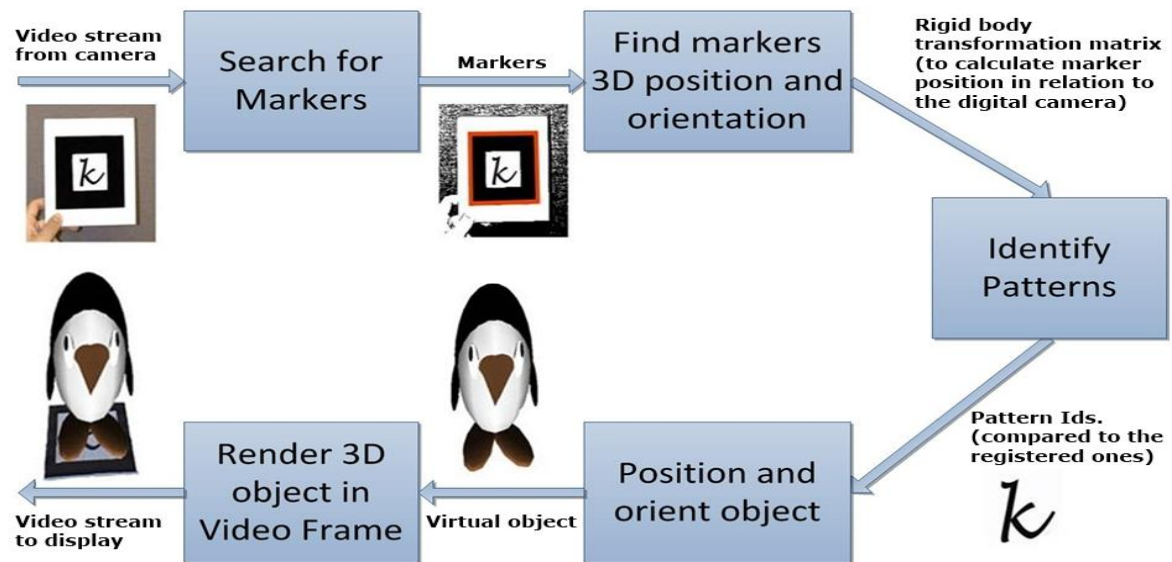 Video stream
from camera
Search for
Markers
Markers
Find markers
3D position and
orientation
Rigid body
transformation matrix
(to calculate marker
position in relation to
the digital camera)
k
k
Identify
Patterns
Pattern Ids.
(compared to the
registered ones)
k
Position and
orient object
Virtual object
Render 3D
object in
Video Frame
Video stream
to display